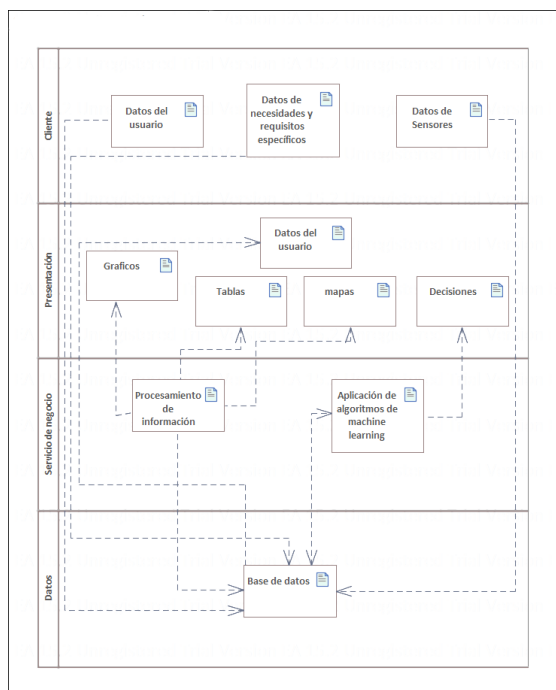 Cliente
Datos del
usuario
Datos de
necesidades y
requisitos
específicos
Datos de
Sensores
Presentación
Datos del
usuario
Graficos
Tablas
mapas
Decisiones
Servicio de negocio
Procesamiento
de
información
Aplicación de
algoritmos de
machine
learning
Datos
Base de datos